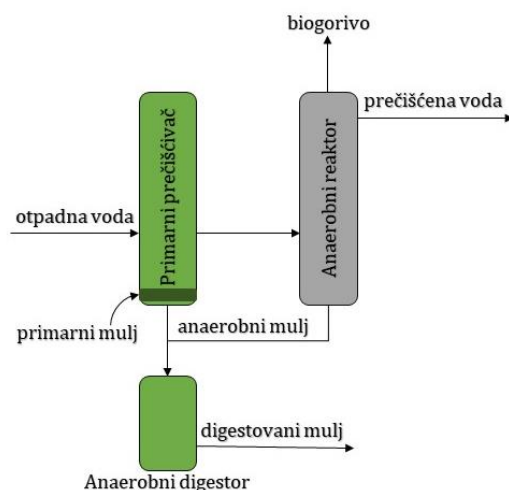 biogorivo
prečišćena voda
Primarni prečišćivač
Anaerobni reaktor
otpadna voda
primarni mulj
anaerobni mulj
digestovani mulj
Anaerobni digestor